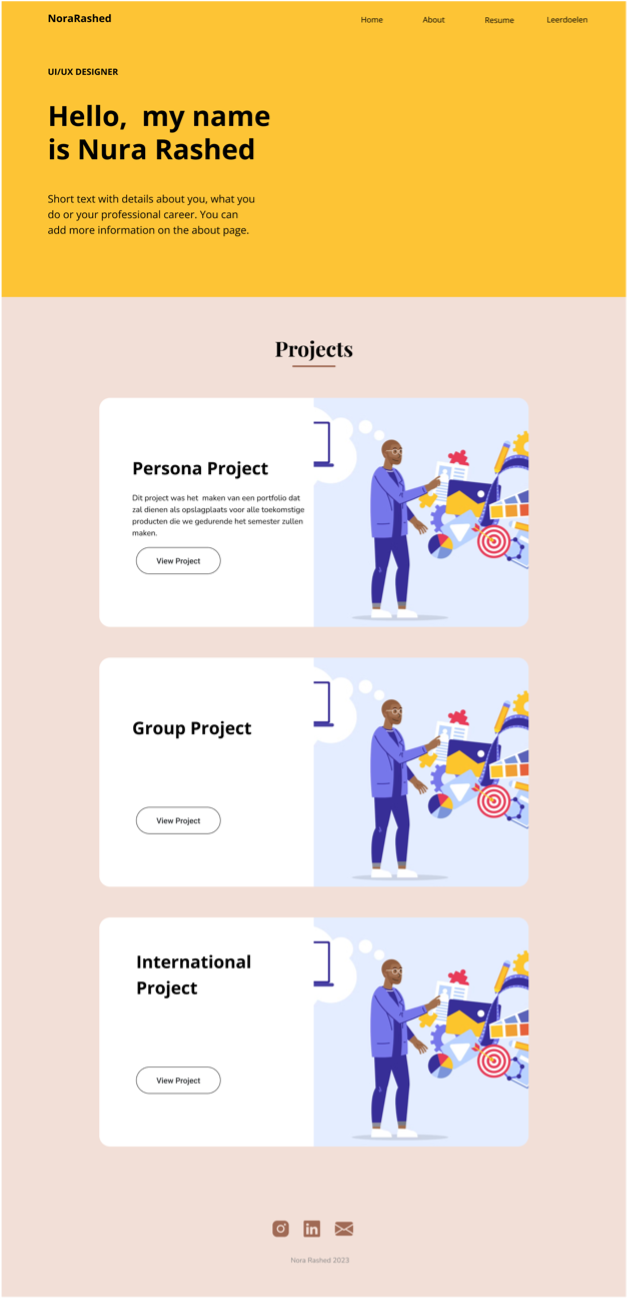 NoraRashed
Home About Resume Leerdoelen
UI/UX DESIGNER
Hello, my name
is Nura Rashed
Short text with details about you, what you
do or your professional career. You can
add more information on the about page.
Projects
Persona Project
Dit project was het maken van een portfolio dat
zal dienen als opslagplaats voor alle toekomstige
producten die we gedurende het semester zullen
maken.
View Project
Group Project
View Project
International
Project
View Project
in
Nora Rashed 2023